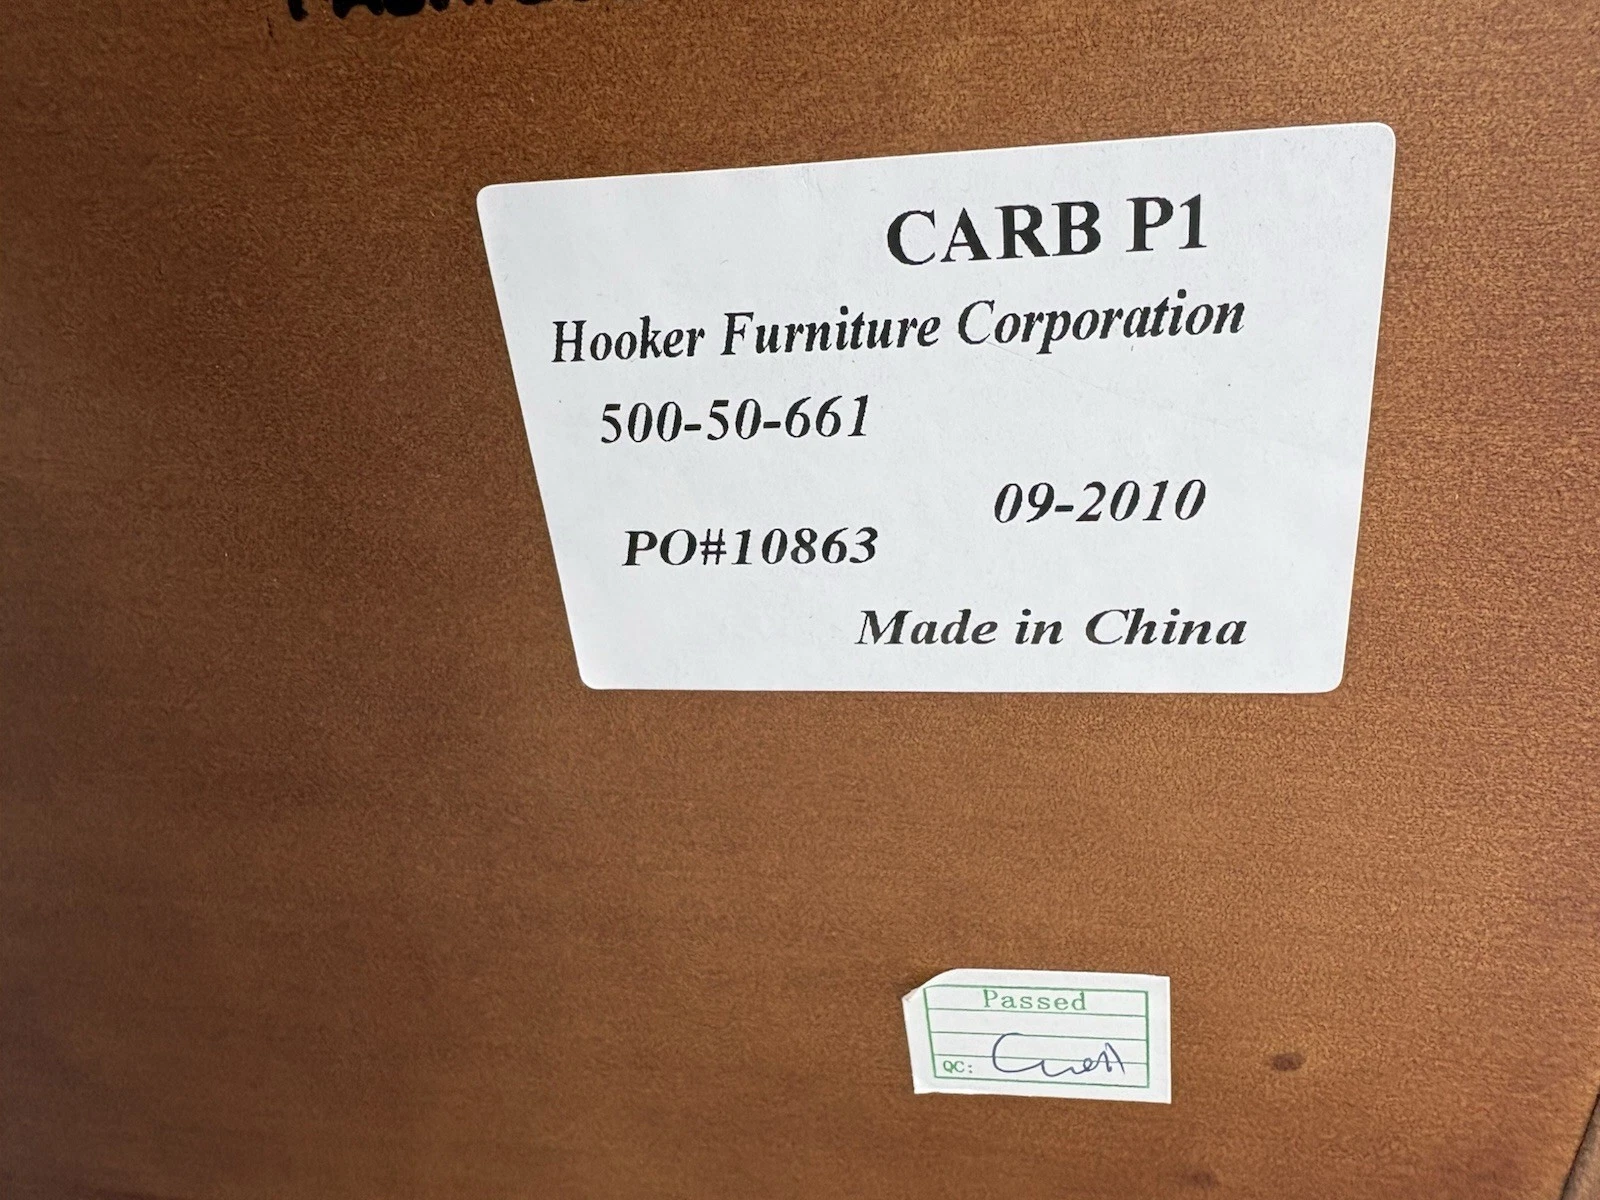 CARB P1
Hooker Furniture Corporation
500-50-661
09-2010
PO#10863
Made in China
Passed
QC: